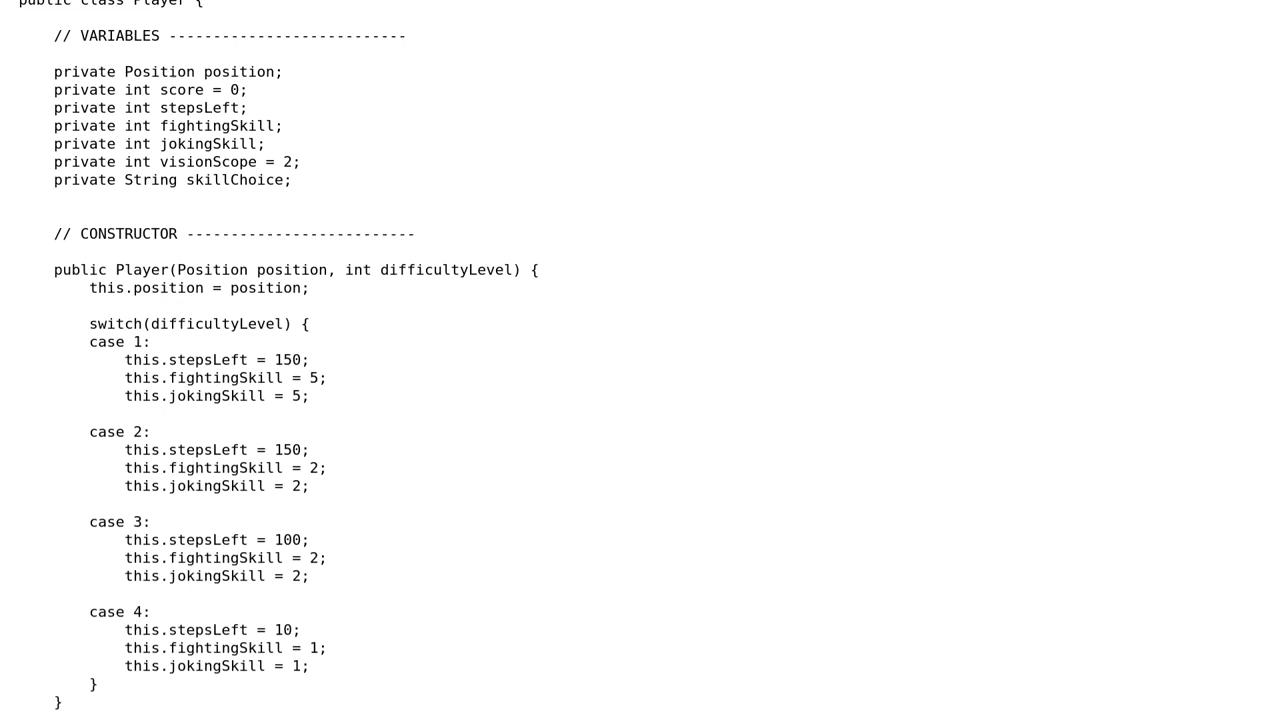 public class Player {
// VARIABLES ---------------------------
private Position position;
private int score = 0;
private int stepsLeft;
private int fightingSkill;
private int jokingSkill;
private int visionScope = 2;
private String skillChoice;
// CONSTRUCTOR --------------------------
public Player(Position position, int difficultyLevel) {
this.position = position;
switch(difficultyLevel) {
case 1:
this.stepsLeft = 150;
this.fightingSkill = 5;
this.jokingSkill = 5;
case 2:
this.stepsLeft = 150;
this.fightingSkill = 2;
this.jokingSkill = 2;
case 3:
this.stepsLeft = 100;
this.fightingSkill = 2;
this.jokingSkill = 2;
case 4:
this.stepsLeft = 10;
this.fightingSkill = 1;
this.jokingSkill = 1;
}
}